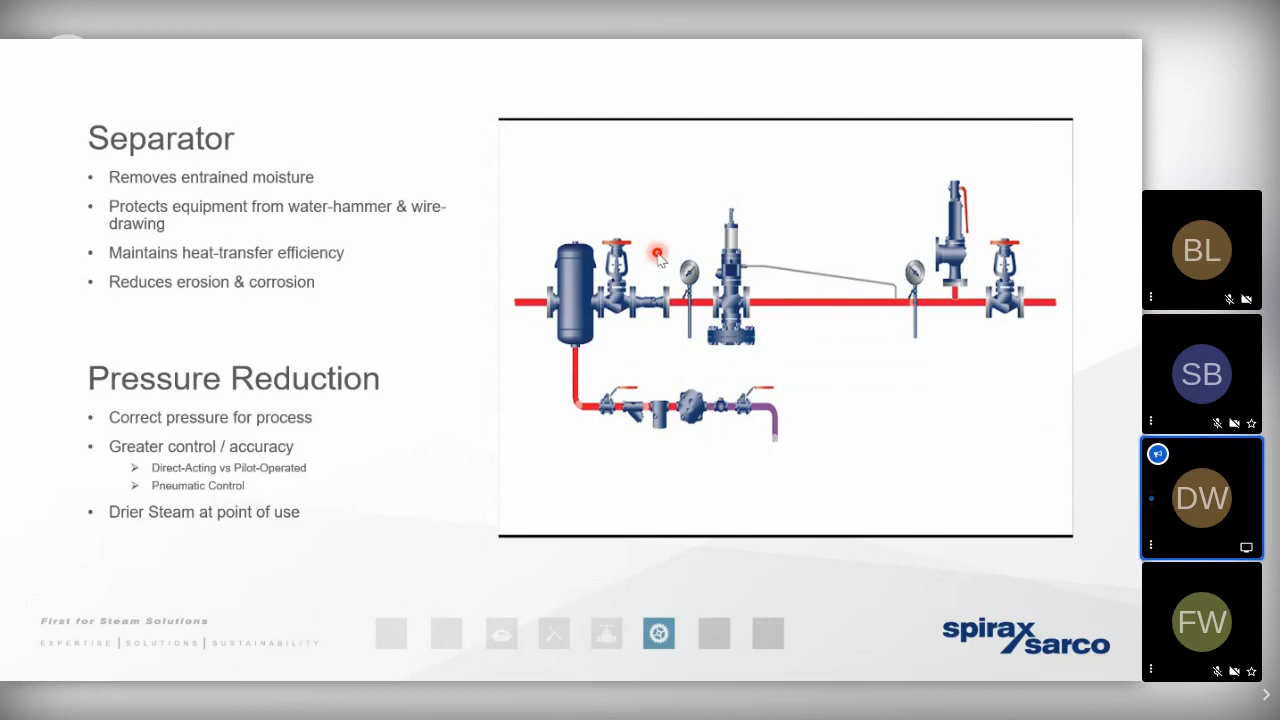 Separator
• Removes entrained moisture
• Protects equipment from water-hammer & wire-
drawing
• Maintains heat-transfer efficiency
• Reduces erosion & corrosion
Pressure Reduction
• Correct pressure for process
• Greater control / accuracy
➢ Direct-Acting vs Pilot-Operated
➢ Pneumatic Control
• Drier Steam at point of use
First for Steam Solutions
EXPERTISE | SOLUTIONS | SUSTAINABILITY
spirax
sarco
BL
SB
DW
FW